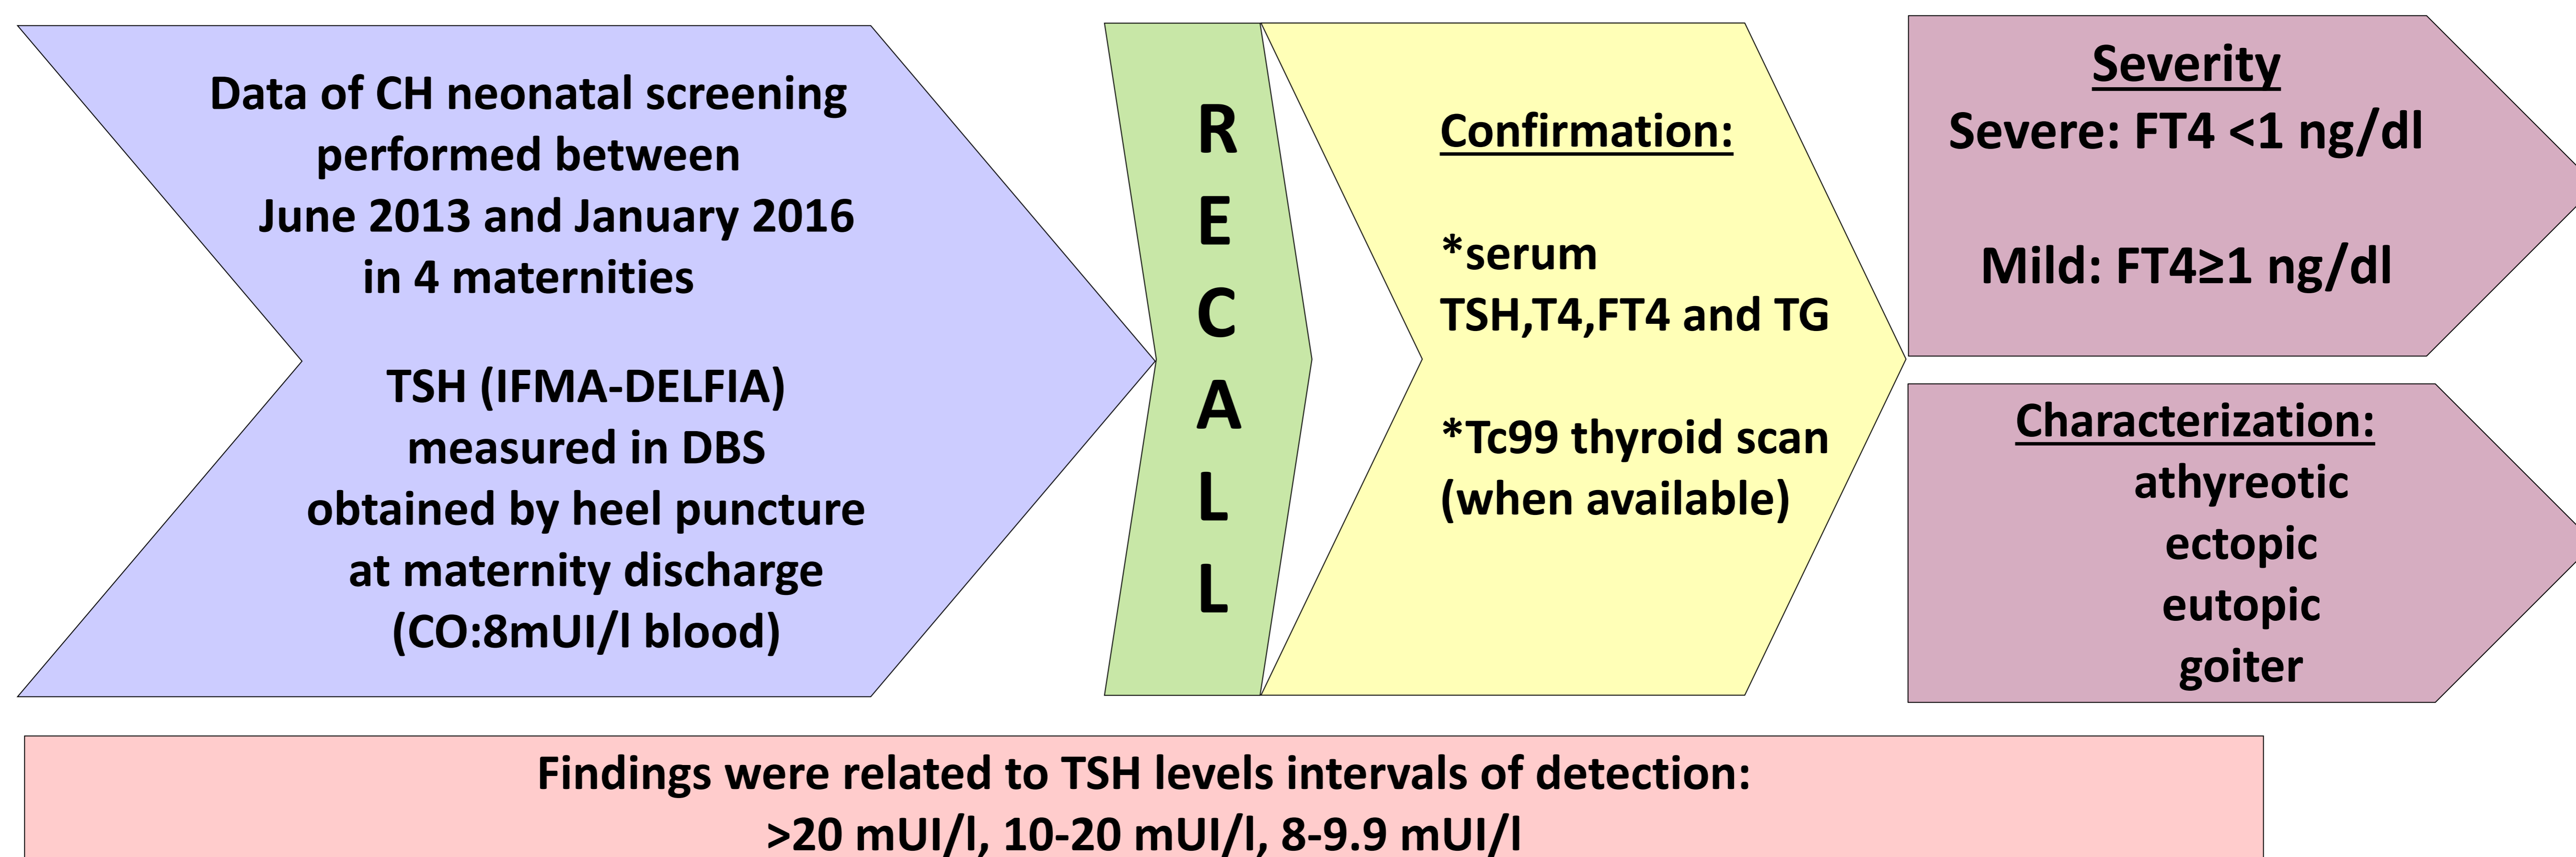 Data of CH neonatal screening
performed between
June 2013 and January 2016
in 4 maternities
TSH (IFMA-DELFIA)
measured in DBS
obtained by heel puncture
at maternity discharge
(CO:8mUI/l blood)
R
E
C
A
L
L
Confirmation:
*serum
TSH,T4,FT4 and TG
*Tc99 thyroid scan
(when available)
Severity
Severe: FT4 <1 ng/dl
Mild: FT4≥1 ng/dl
Characterization:
athyreotic
ectopic
eutopic
goiter
Findings were related to TSH levels intervals of detection:
>20 mUI/l, 10-20 mUI/l, 8-9.9 mUI/l